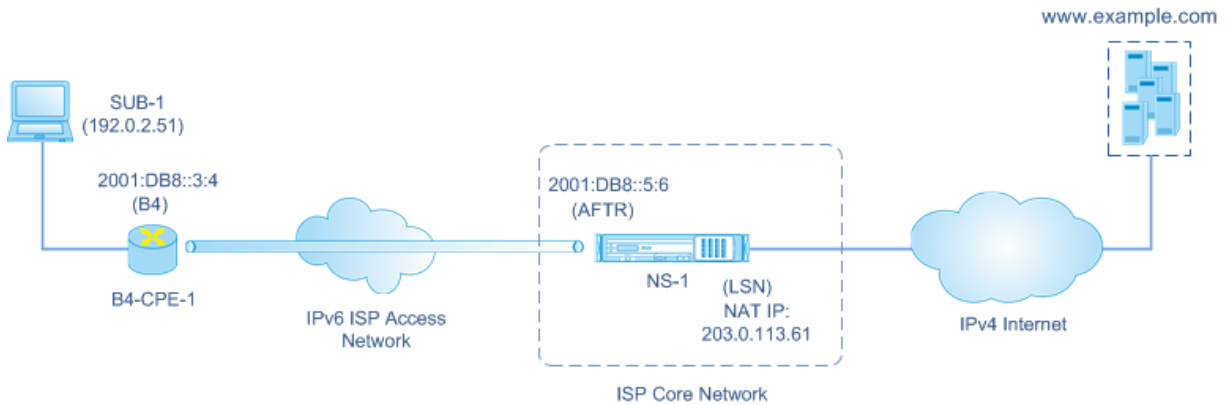 www.example.com
SUB-1
(192.0.2.51)
2001:DB8::3:4
(B4)
B4-CPE-1
IPv6 ISP Access
Network
2001:DB8::5:6
(AFTR)
NS-1
(LSN)
NAT IP:
203.0.113.61
ISP Core Network
IPv4 Internet